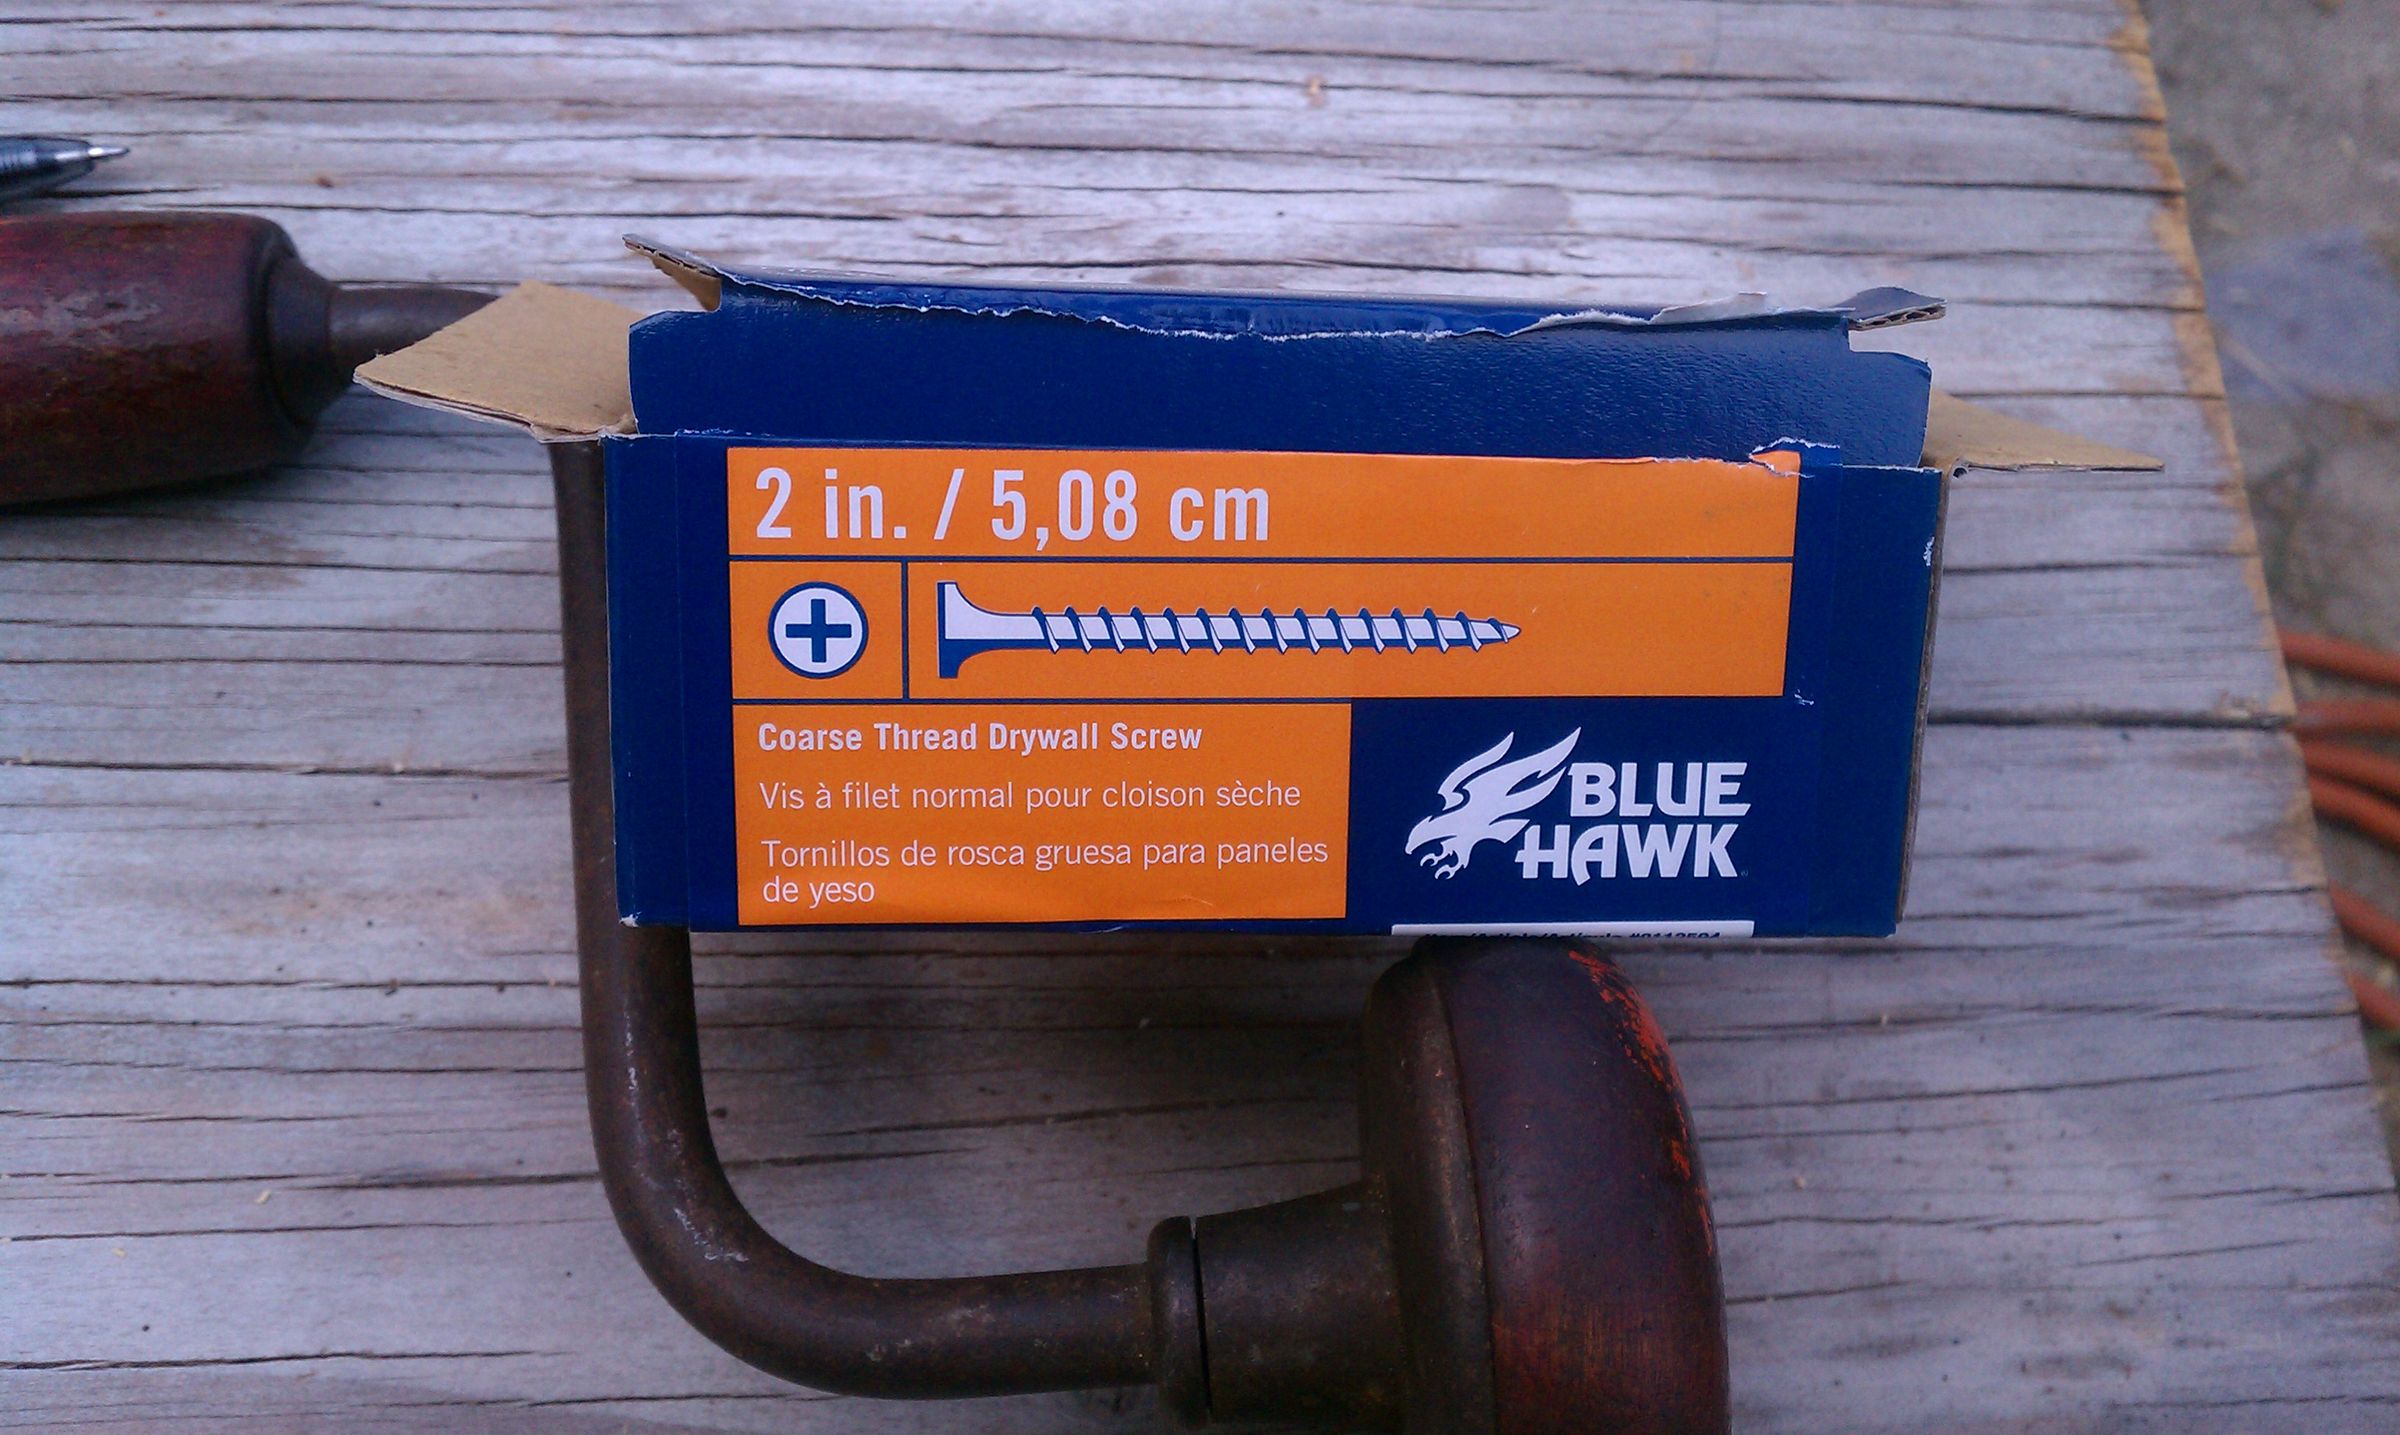 2 in. / 5,08 cm
Coarse Thread Drywall Screw
Vis à filet normal pour cloison sèche
Tornillos de rosca gruesa para paneles
de yeso
BLUE
HAWK